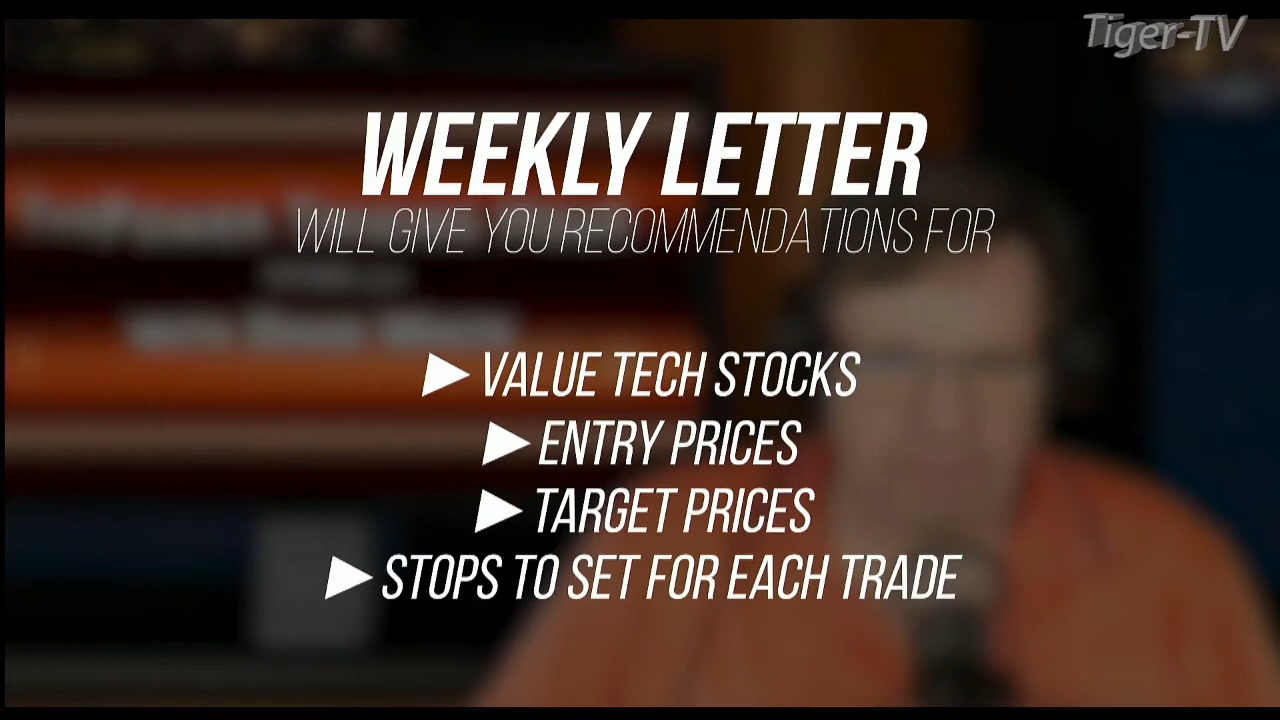 Tiger-TV
WEEKLY LETTER
WILL GIVE YOU RECOMMENDATIONS FOR
▶ VALUE TECH STOCKS
▶ ENTRY PRICES
▶ TARGET PRICES
▶ STOPS TO SET FOR EACH TRADE